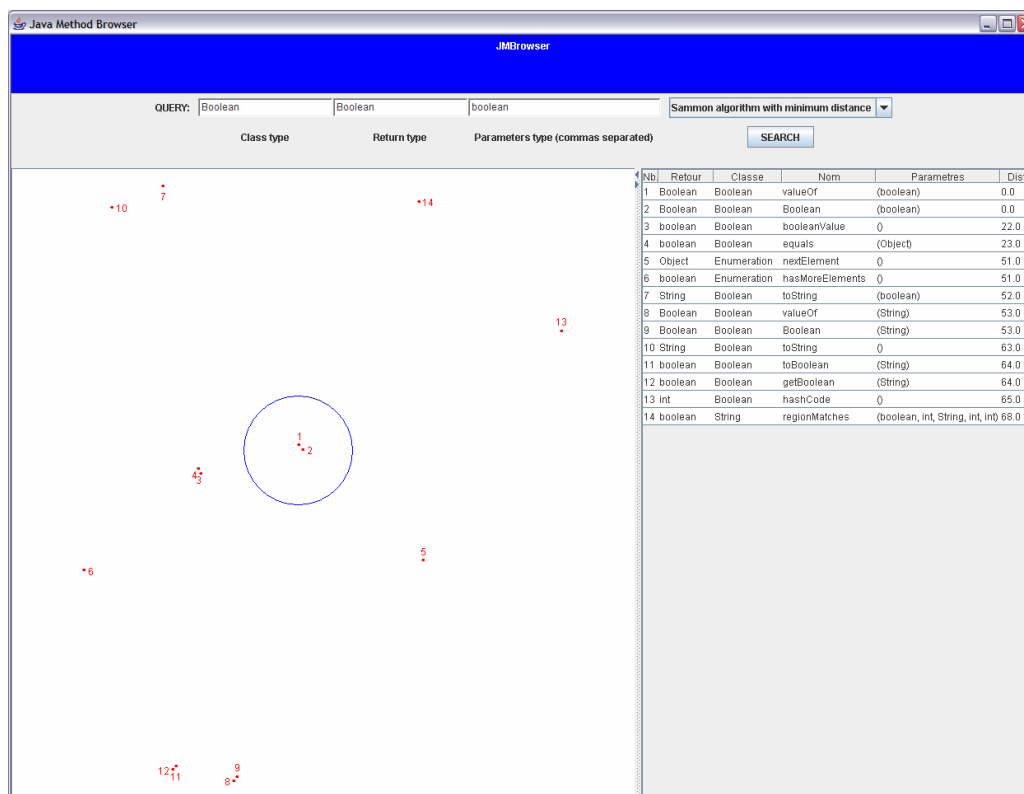 Java Method Browser
JMBrowser
QUERY: Boolean Boolean boolean Sammon algorithm with minimum distance
Class type Return type Parameters type (commas separated) SEARCH
7
10
14
13
1
2
4
3
5
6
12
11
9
8
Nb. Retour Classe Nom Parametres Dist
1 Boolean Boolean valueOf (boolean) 0.0
2 Boolean Boolean Boolean (boolean) 0.0
3 boolean Boolean booleanValue () 22.0
4 boolean Boolean equals (Object) 23.0
5 Object Enumeration nextElement () 51.0
6 boolean Enumeration hasMoreElements () 51.0
7 String Boolean toString (boolean) 52.0
8 Boolean Boolean valueOf (String) 53.0
9 Boolean Boolean Boolean (String) 53.0
10 String Boolean toString () 63.0
11 boolean Boolean toBoolean (String) 64.0
12 boolean Boolean getBoolean (String) 64.0
13 int Boolean hashCode () 65.0
14 boolean String regionMatches (boolean, int, String, int, int) 68.0